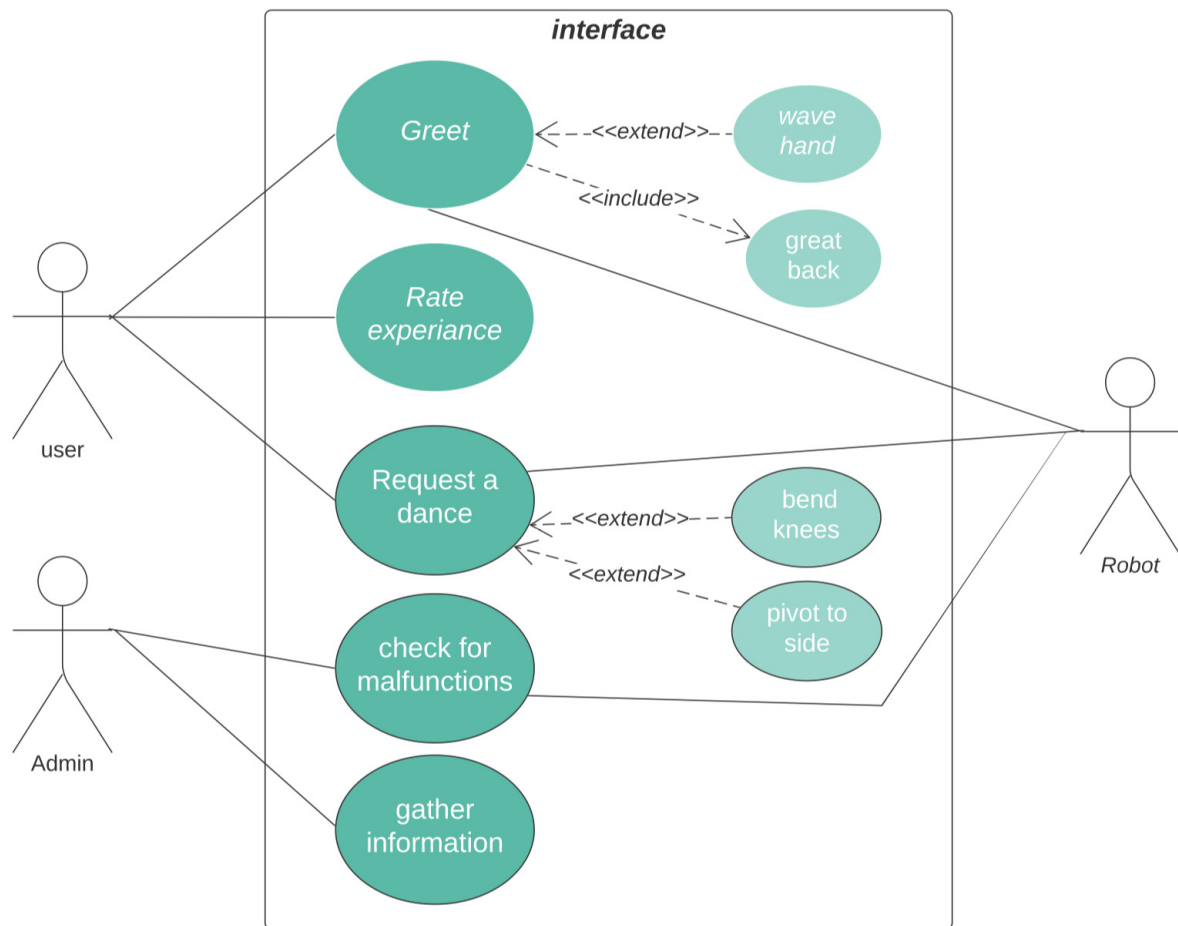 interface
Greet
<<extend>>
wave
hand
<<include>>
great
back
Rate
experiance
user
Request a
dance
<<extend>>
bend
knees
<<extend>>
pivot to
side
Robot
check for
malfunctions
Admin
gather
information